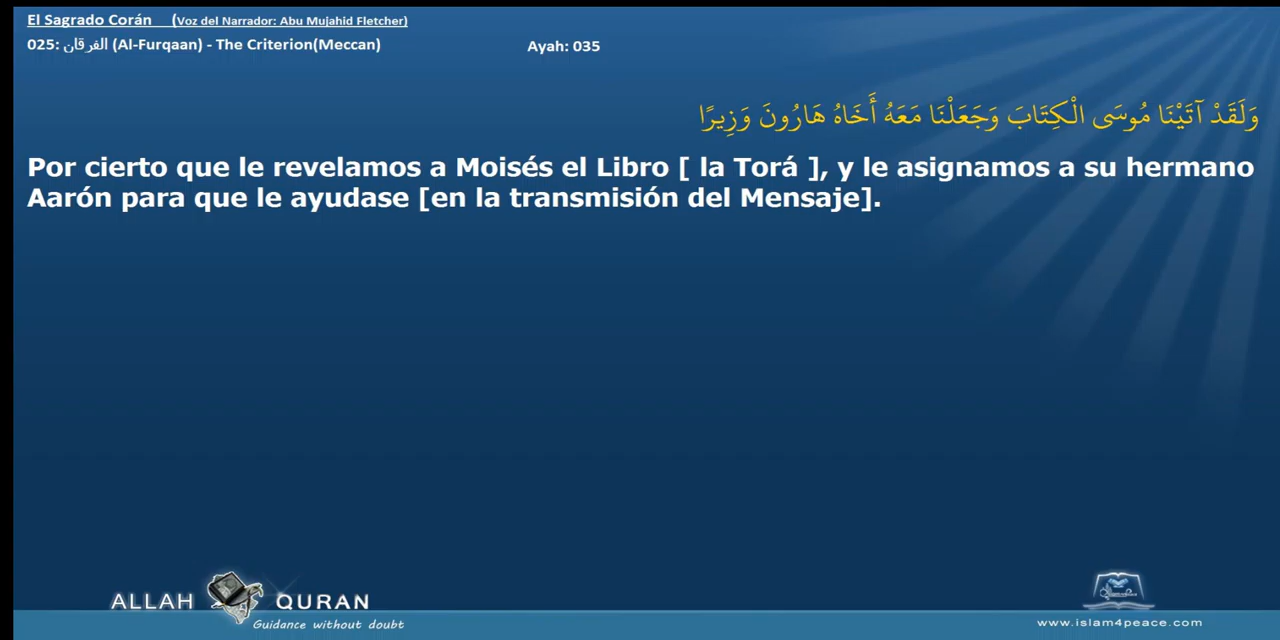 El Sagrado Corán (Voz del Narrador: Abu Mujahid Fletcher)
025: الفرقان (Al-Furqaan) - The Criterion(Meccan) Ayah: 035
وَلَقَدْ آتَيْنَا مُوسَى الْكِتَابَ وَجَعَلْنَا مَعَهُ أَخَاهُ هَارُونَ وَزِيرًا
Por cierto que le revelamos a Moisés el Libro [ la Torá ], y le asignamos a su hermano
Aarón para que le ayudase [en la transmisión del Mensaje].
ALLAH QURAN
Guidance without doubt
www.islam4peace.com